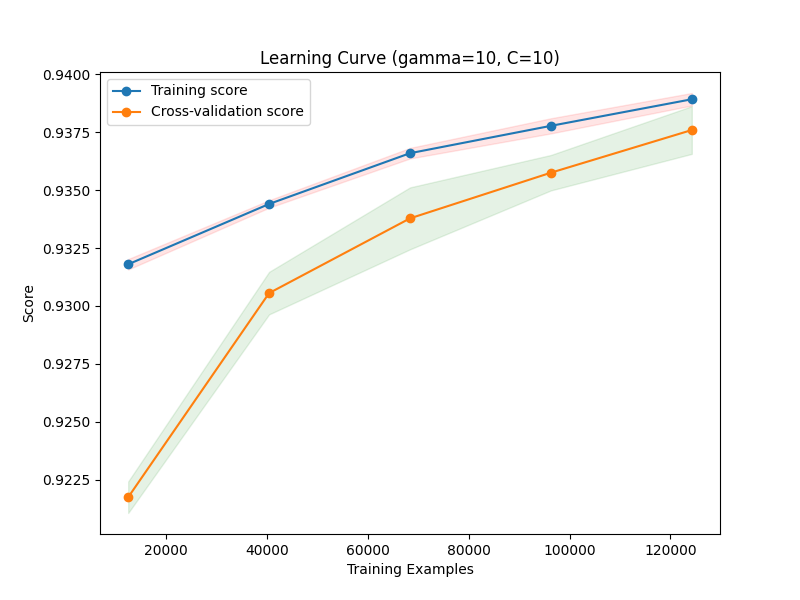 Learning Curve (gamma=10, C=10)
Training score
Cross-validation score
0.9400
0.9375
0.9350
0.9325
0.9300
0.9275
0.9250
0.9225
Score
20000 40000 60000 80000 100000 120000
Training Examples